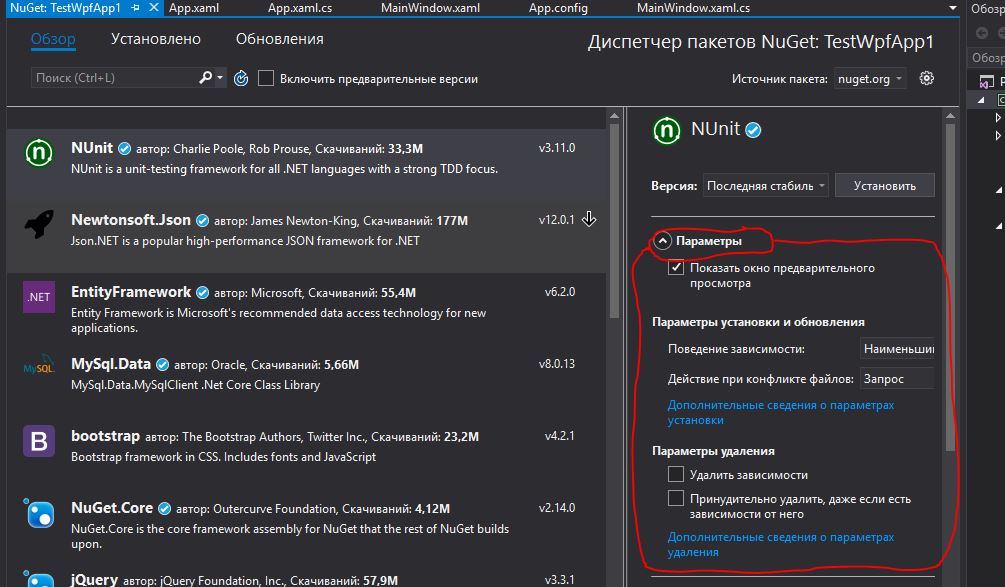 NuGet: TestWpfApp1
App.xaml
App.xaml.cs
MainWindow.xaml
App.config
MainWindow.xaml.cs
Обозр
Обзор
Установлено
Обновления
Диспетчер пакетов NuGet: TestWpfApp1
Поиск (Ctrl+L)
Включить предварительные версии
Источник пакета: nuget.org
Обозр
NUnit автор: Charlie Poole, Rob Prouse, Скачиваний: 33,3M
v3.11.0
NUnit is a unit-testing framework for all .NET languages with a strong TDD focus.
Newtonsoft.Json автор: James Newton-King, Скачиваний: 177M
v12.0.1
Json.NET is a popular high-performance JSON framework for .NET
.NET
EntityFramework автор: Microsoft, Скачиваний: 55,4M
v6.2.0
Entity Framework is Microsoft's recommended data access technology for new
applications.
MySQL
MySql.Data автор: Oracle, Скачиваний: 5,66M
v8.0.13
MySql.Data.MySqlClient .Net Core Class Library
B
bootstrap автор: The Bootstrap Authors, Twitter Inc., Скачиваний: 23,2M
v4.2.1
Bootstrap framework in CSS. Includes fonts and JavaScript
NuGet.Core автор: Outercurve Foundation, Скачиваний: 4,12M
v2.14.0
NuGet.Core is the core framework assembly for NuGet that the rest of NuGet builds
upon.
jQuery автор: jQuery Foundation, Inc., Скачиваний: 57,9M
v3.3.1
n NUnit
Версия: Последняя стабиль
Установить
Параметры
Показать окно предварительного
просмотра
Параметры установки и обновления
Поведение зависимости: Наименьши
Действие при конфликте файлов: Запрос
Дополнительные сведения о параметрах
установки
Параметры удаления
Удалить зависимости
Принудительно удалить, даже если есть
зависимости от него
Дополнительные сведения о параметрах
удаления